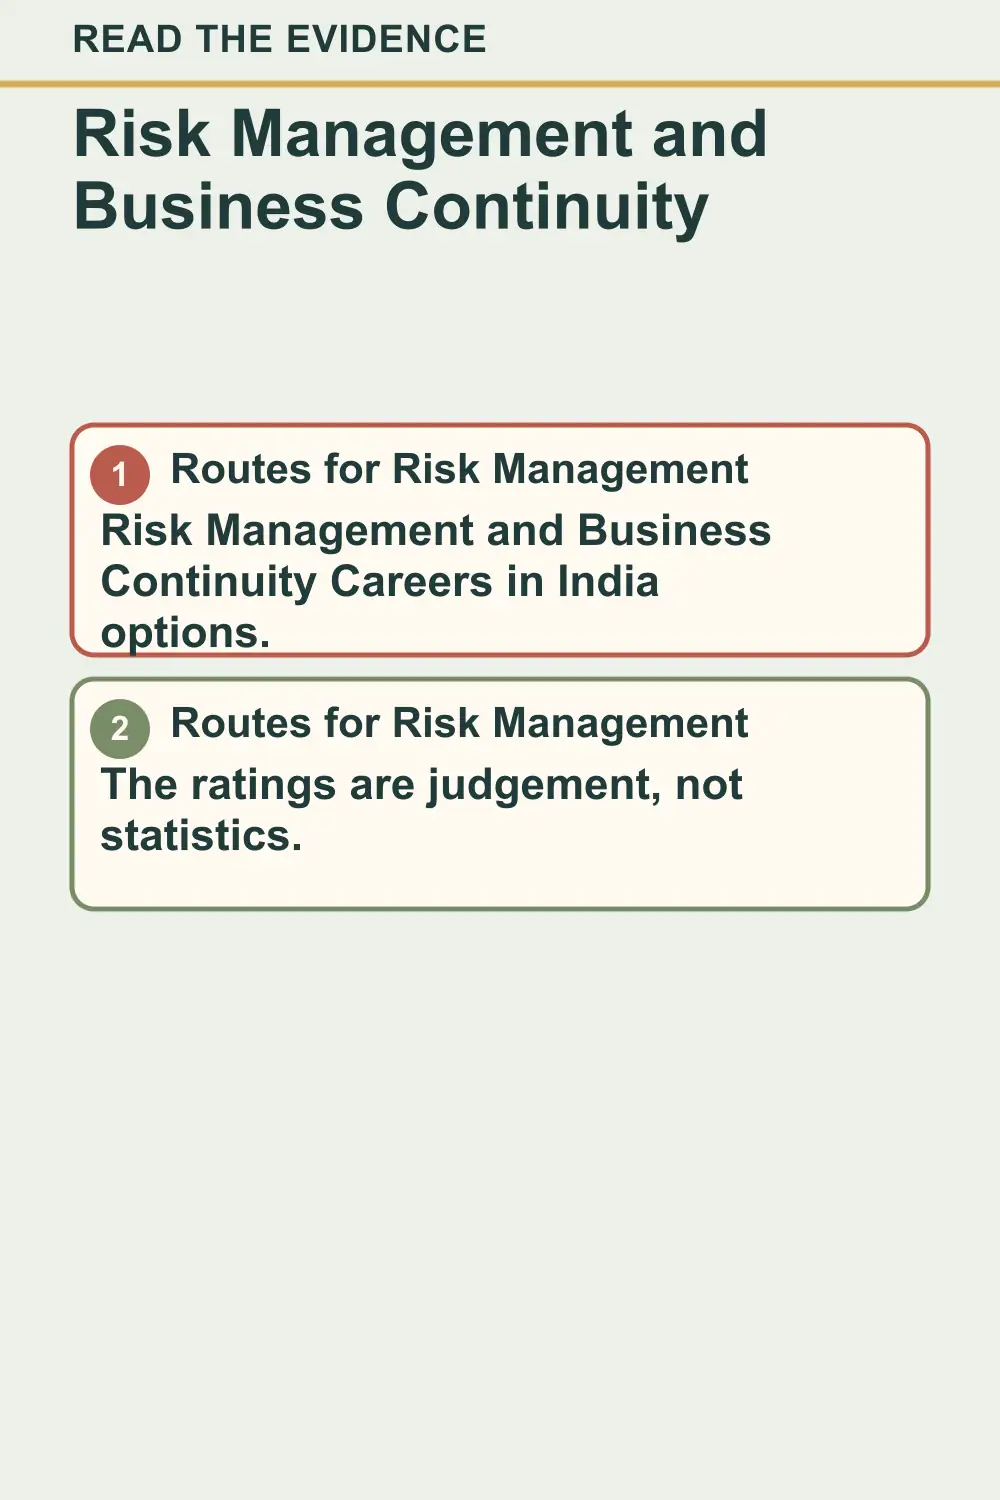 READ THE EVIDENCE
Risk Management and
Business Continuity
1 Routes for Risk Management
Risk Management and Business
Continuity Careers in India
options.
2 Routes for Risk Management
The ratings are judgement, not
statistics.